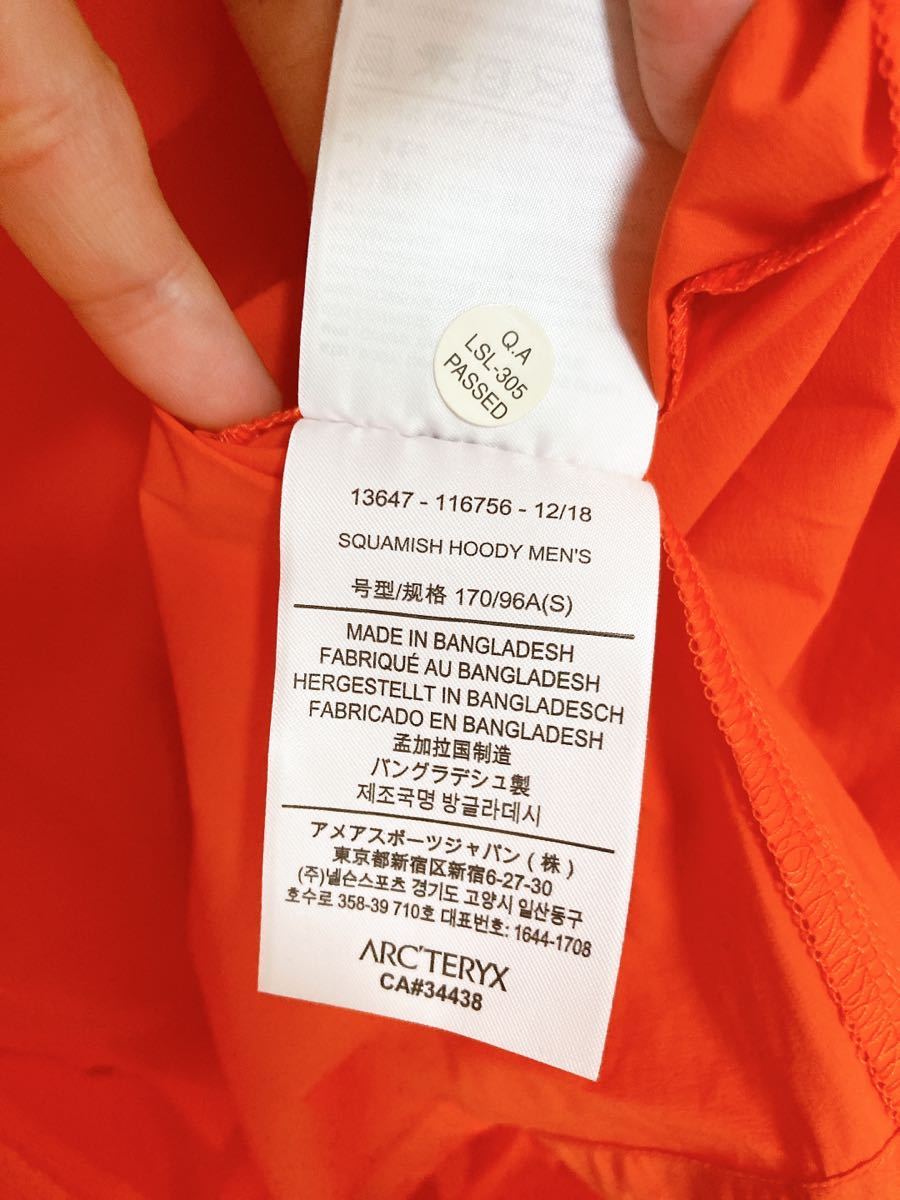 Q.A
LSL-305
PASSED
13647 - 116756 - 12/18
SQUAMISH HOODY MEN'S
号型/规格 170/96A(S)
MADE IN BANGLADESH
FABRIQUÉ AU BANGLADESH
HERGESTELLT IN BANGLADESCH
FABRICADO EN BANGLADESH
孟加拉国制造
バングラデシュ製
제조국명 방글라데시
アメアスポーツジャパン(株)
東京都新宿区新宿6-27-30
(주)넬슨스포츠 경기도 고양시 일산동구
호수로 358-39 710호 대표번호: 1644-1708
ARC'TERYX
CA#34438